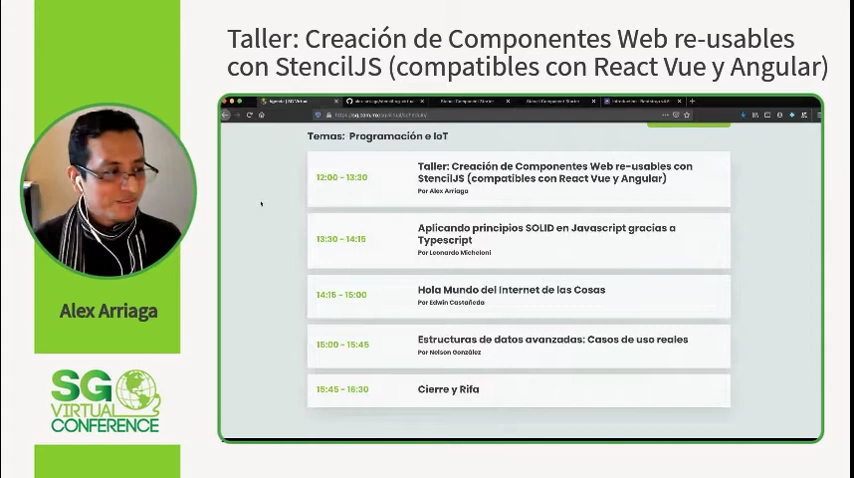 Taller: Creación de Componentes Web re-usables
con StencilJS (compatibles con React Vue y Angular)
Temas: Programación e IoT
12:00 - 13:30
Taller: Creación de Componentes Web re-usables con
StencilJS (compatibles con React Vue y Angular)
Por Alex Arriaga
13:30 - 14:15
Aplicando principios SOLID en Javascript gracias a
Typescript
Por Leonardo Micheloni
14:15 - 15:00
Hola Mundo del Internet de las Cosas
Por Edwin Castañeda
15:00 - 15:45
Estructuras de datos avanzadas: Casos de uso reales
Por Nelson González
15:45 - 16:30
Cierre y Rifa
Alex Arriaga
SG
VIRTUAL
CONFERENCE